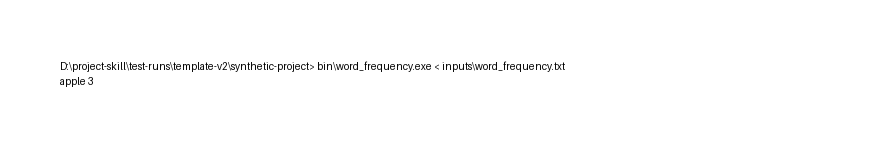 D:\project-skill\test-runs\template-v2\synthetic-project> bin\word_frequency.exe < inputs\word_frequency.txt
apple 3